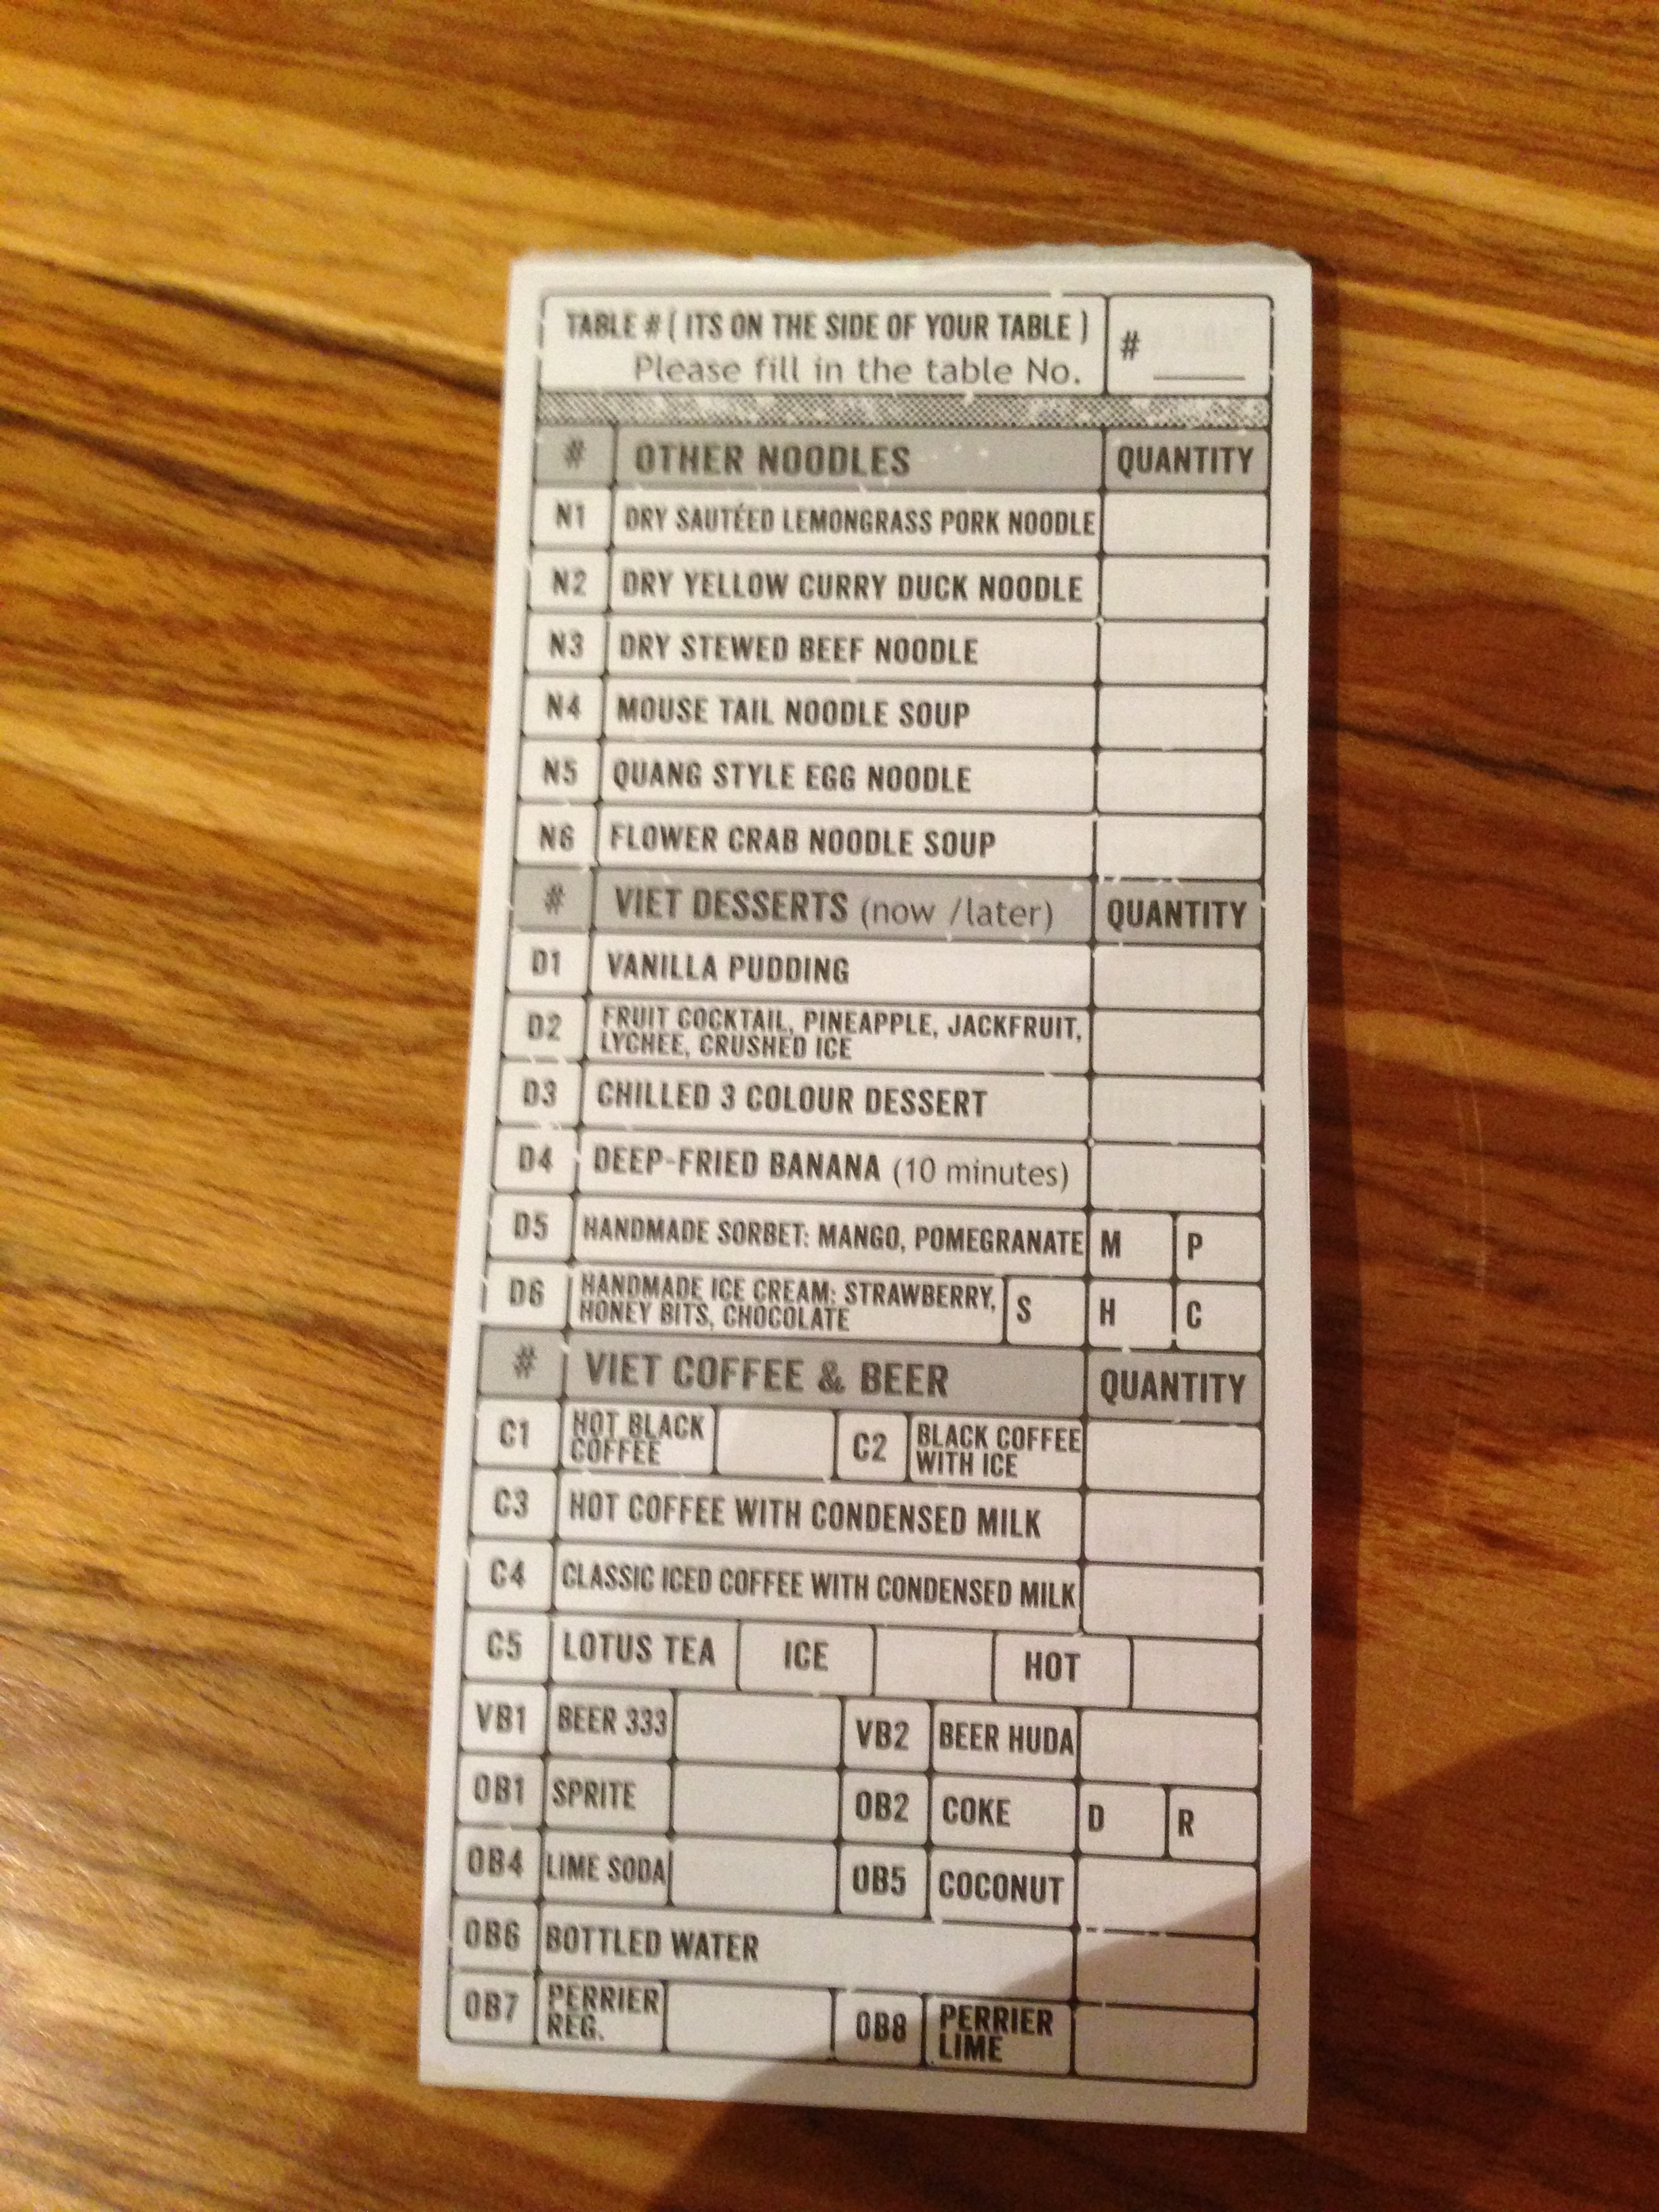 TABLE # ( ITS ON THE SIDE OF YOUR TABLE ) #
Please fill in the table No.
# OTHER NOODLES QUANTITY
N1 DRY SAUTÉED LEMONGRASS PORK NOODLE
N2 DRY YELLOW CURRY DUCK NOODLE
N3 DRY STEWED BEEF NOODLE
N4 MOUSE TAIL NOODLE SOUP
N5 QUANG STYLE EGG NOODLE
N6 FLOWER CRAB NOODLE SOUP
# VIET DESSERTS (now /later) QUANTITY
D1 VANILLA PUDDING
D2 FRUIT COCKTAIL, PINEAPPLE, JACKFRUIT,
LYCHEE, CRUSHED ICE
D3 CHILLED 3 COLOUR DESSERT
D4 DEEP-FRIED BANANA (10 minutes)
D5 HANDMADE SORBET: MANGO, POMEGRANATE M P
D6 HANDMADE ICE CREAM: STRAWBERRY, S H C
HONEY BITS, CHOCOLATE
# VIET COFFEE & BEER QUANTITY
C1 HOT BLACK
COFFEE
C2 BLACK COFFEE
WITH ICE
C3 HOT COFFEE WITH CONDENSED MILK
C4 CLASSIC ICED COFFEE WITH CONDENSED MILK
C5 LOTUS TEA ICE HOT
VB1 BEER 333 VB2 BEER HUDA
OB1 SPRITE OB2 COKE D R
OB4 LIME SODA OB5 COCONUT
OB6 BOTTLED WATER
OB7 PERRIER
REG.
OB8 PERRIER
LIME